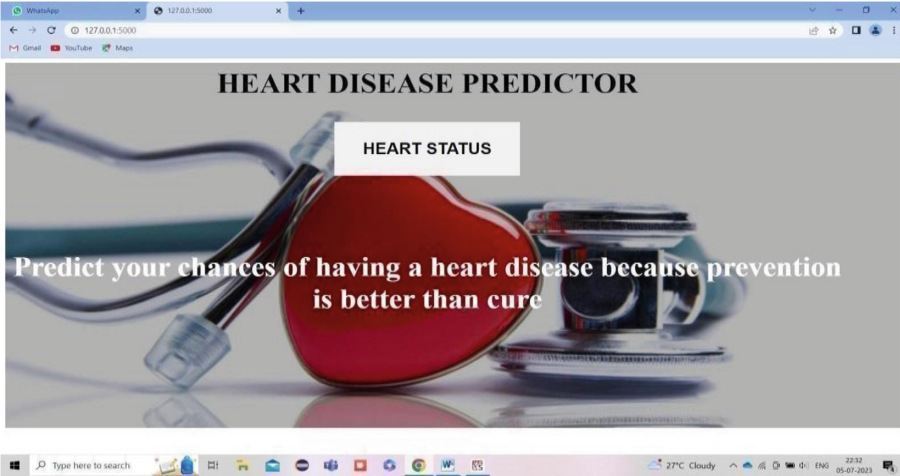 WhatsApp
127.0.0.1:5000
127.0.0.1:5000
Gmail YouTube Maps
HEART DISEASE PREDICTOR
HEART STATUS
Predict your chances of having a heart disease because prevention
is better than cure
Type here to search
27°C Cloudy
ENG
22:32
05-07-2023